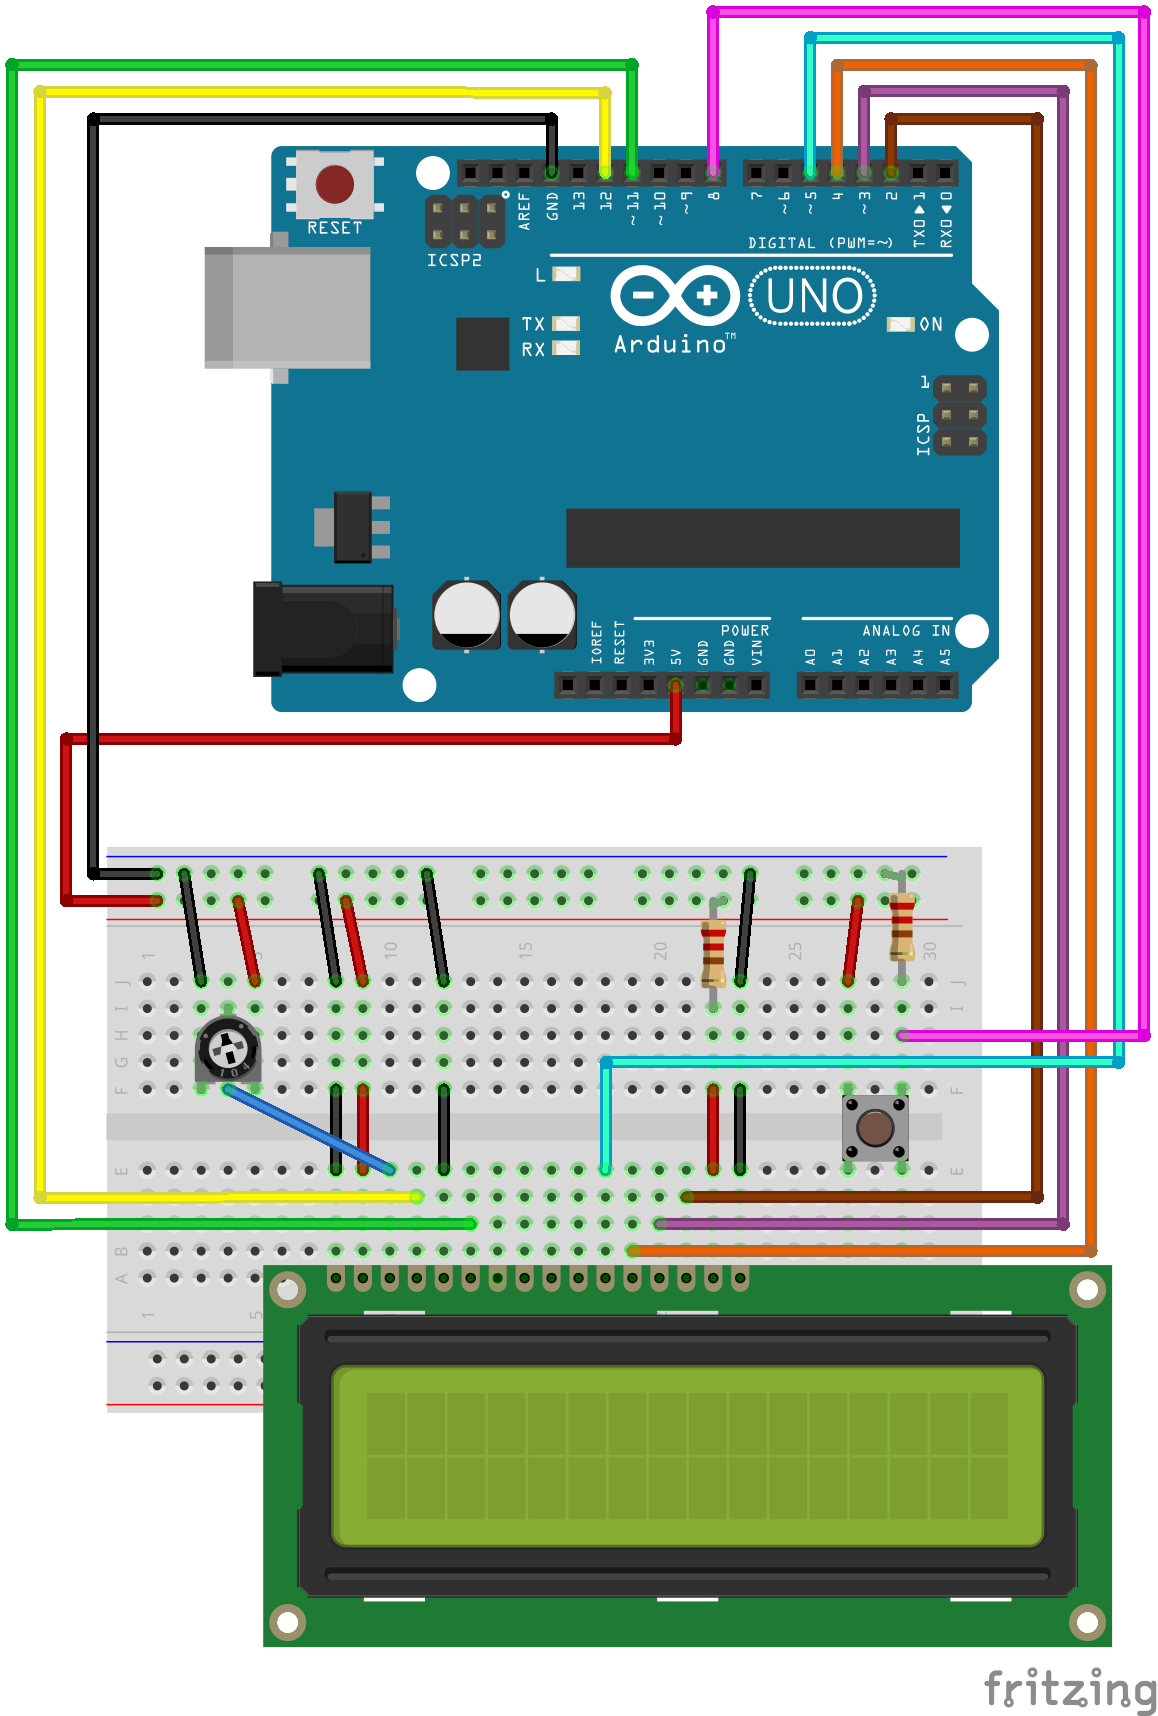 RESET
ICSP2
AREF
GND
13
12
~11
~10
~9
8
7
~6
~5
4
~3
2
TX0▶1
RX0◀0
DIGITAL (PWM=~)
L
TX
RX
Arduino™
UNO
ON
1
ICSP
IOREF
RESET
3V3
5V
GND
GND
VIN
POWER
A0
A1
A2
A3
A4
A5
ANALOG IN
1
5
10
15
20
25
30
J
J
I
I
H
G
F
F
104
E
E
B
A
1
5
fritzing